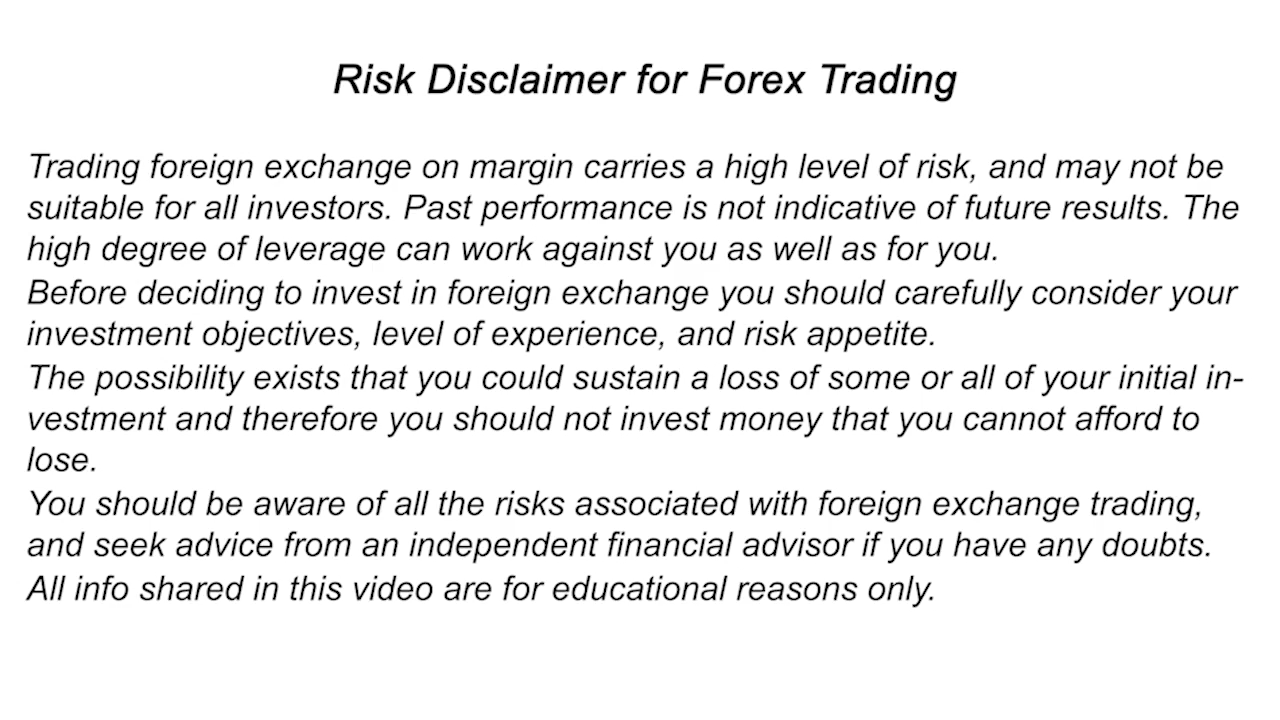 Risk Disclaimer for Forex Trading
Trading foreign exchange on margin carries a high level of risk, and may not be
suitable for all investors. Past performance is not indicative of future results. The
high degree of leverage can work against you as well as for you.
Before deciding to invest in foreign exchange you should carefully consider your
investment objectives, level of experience, and risk appetite.
The possibility exists that you could sustain a loss of some or all of your initial in-
vestment and therefore you should not invest money that you cannot afford to
lose.
You should be aware of all the risks associated with foreign exchange trading,
and seek advice from an independent financial advisor if you have any doubts.
All info shared in this video are for educational reasons only.